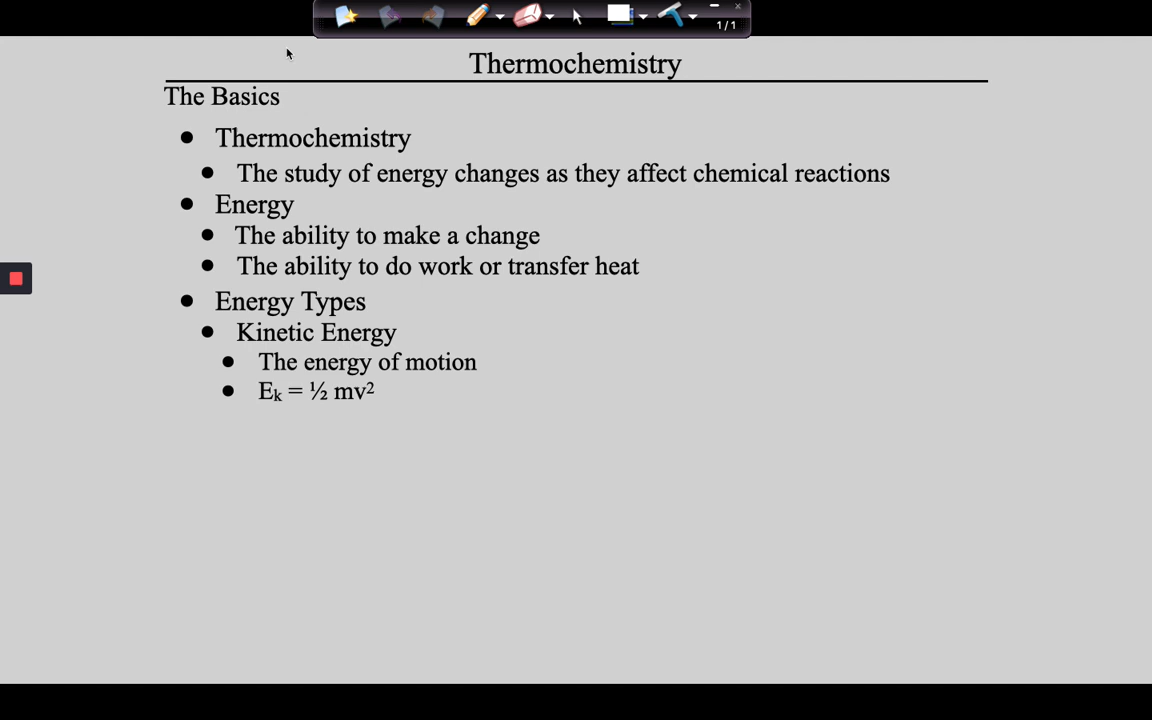 1/1
Thermochemistry
The Basics
● Thermochemistry
● The study of energy changes as they affect chemical reactions
● Energy
● The ability to make a change
● The ability to do work or transfer heat
● Energy Types
● Kinetic Energy
● The energy of motion
● Eₖ = ½ mv²